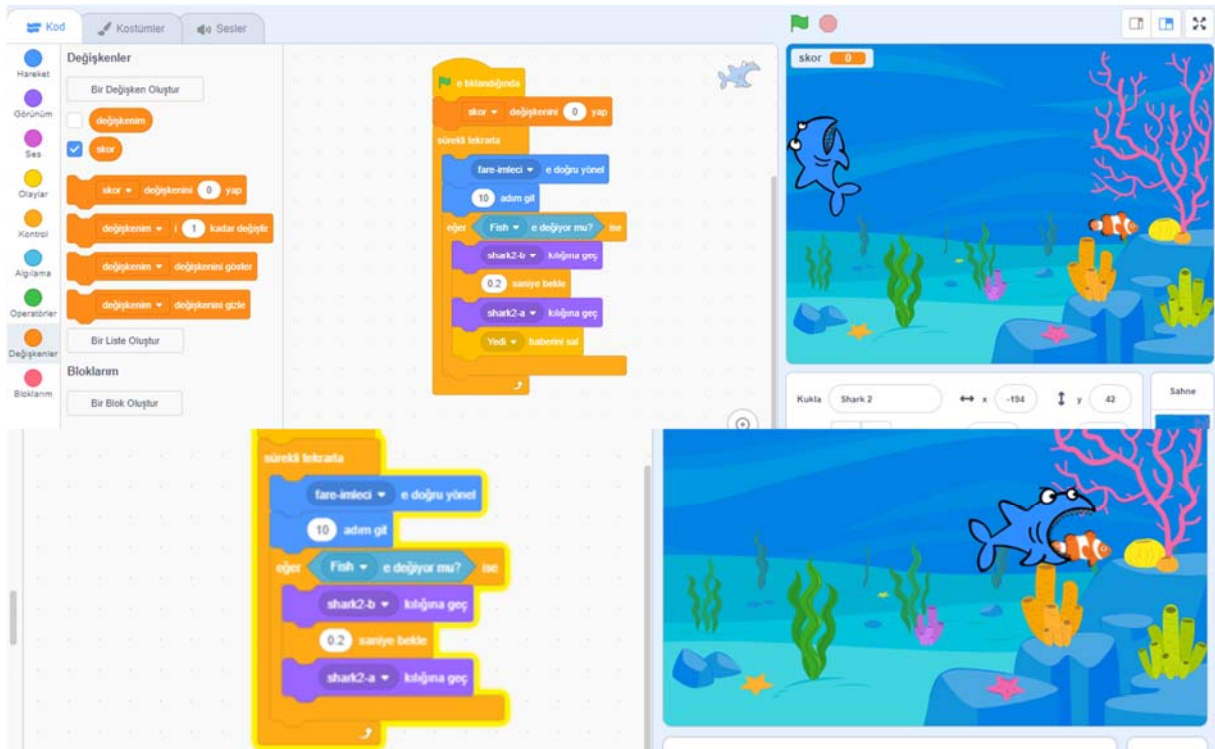 Kod
Kostümler
Sesler
Hareket
Görünüm
Ses
Olaylar
Kontrol
Algılama
Operatörler
Değişkenler
Bloklarım
Değişkenler
Bir Değişken Oluştur
değişkenim
skor
skor değişkenini 0 yap
değişkenim i 1 kadar değiştir
değişkenim değişkenini göster
değişkenim değişkenini gizle
Bir Liste Oluştur
Bloklarım
Bir Blok Oluştur
e tıklandığında
skor değişkenini 0 yap
sürekli tekrarla
fare-imleci e doğru yönel
10 adım git
eğer Fish e değiyor mu? ise
shark2-b kılığına geç
0.2 saniye bekle
shark2-a kılığına geç
Yedi haberini sal
skor 0
Kukla Shark 2 x -194 y 42
Sahne
sürekli tekrarla
fare-imleci e doğru yönel
10 adım git
eğer Fish e değiyor mu? ise
shark2-b kılığına geç
0.2 saniye bekle
shark2-a kılığına geç